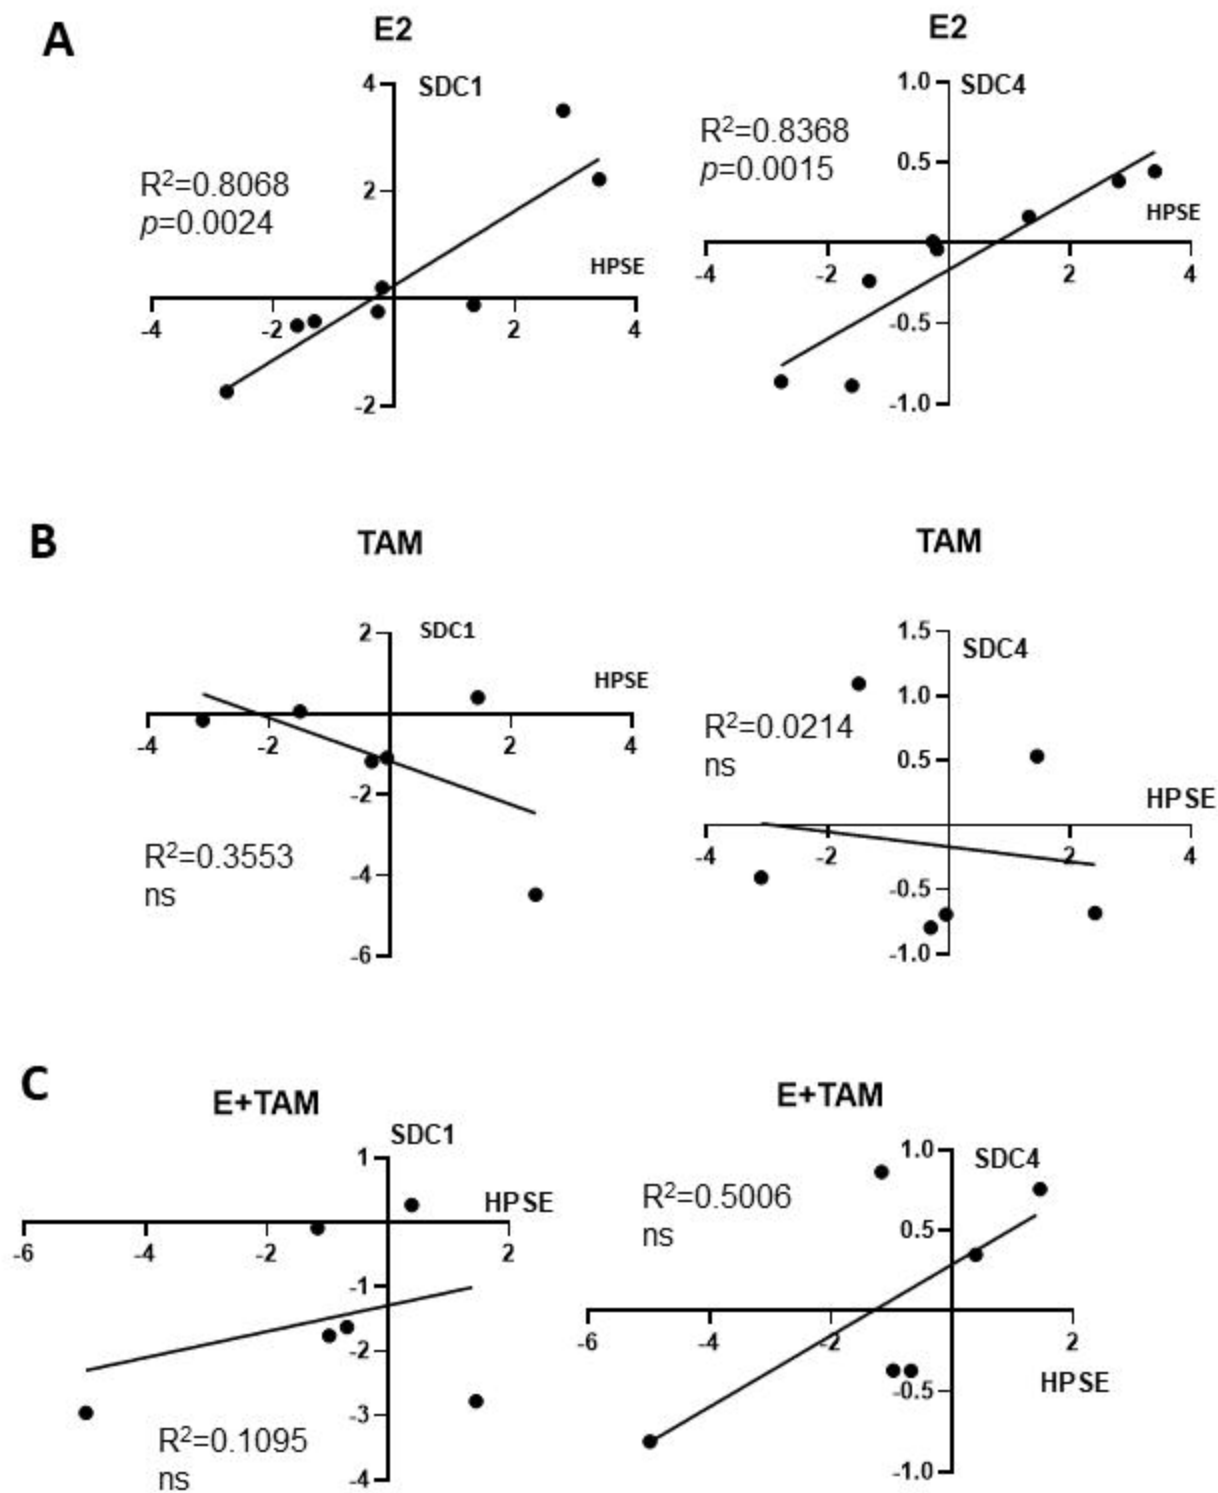 A
E2
E2
4
SDC1
1.0
SDC4
R²=0.8068
p=0.0024
2
R²=0.8368
p=0.0015
0.5
HPSE
HPSE
-4
-2
2
4
-2
-4
-2
2
4
-0.5
-1.0
B
TAM
TAM
2
SDC1
HPSE
1.5
SDC4
1.0
R²=0.0214
ns
0.5
HPSE
-4
-2
2
4
-2
R²=0.3553
ns
-4
-6
-4
-2
2
4
-0.5
-1.0
C
E+TAM
E+TAM
1
SDC1
HPSE
1.0
SDC4
R²=0.5006
ns
0.5
-6
-4
-2
2
-1
-2
-3
-4
R²=0.1095
ns
-6
-4
-2
2
HPSE
-0.5
-1.0